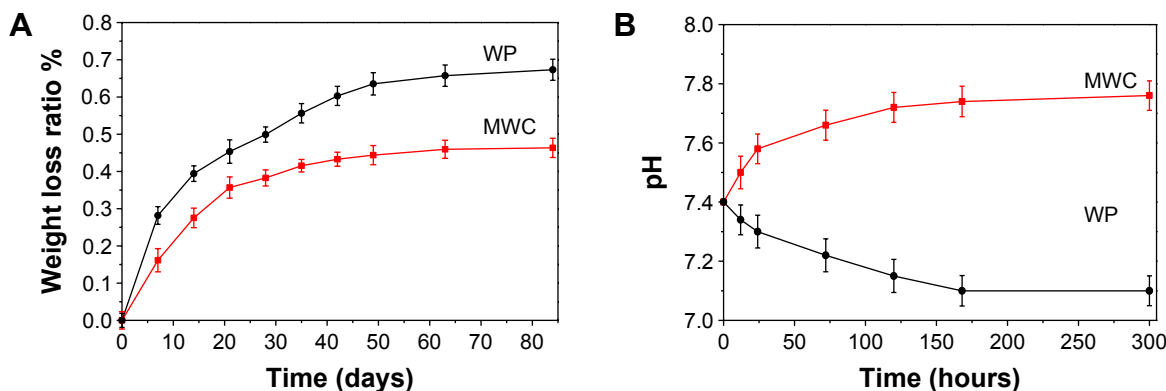 A
Weight loss ratio %
0.8
0.7
0.6
0.5
0.4
0.3
0.2
0.1
0.0
WP
MWC
0 10 20 30 40 50 60 70 80
Time (days)
B
pH
8.0
7.8
7.6
7.4
7.2
7.0
MWC
WP
0 50 100 150 200 250 300
Time (hours)